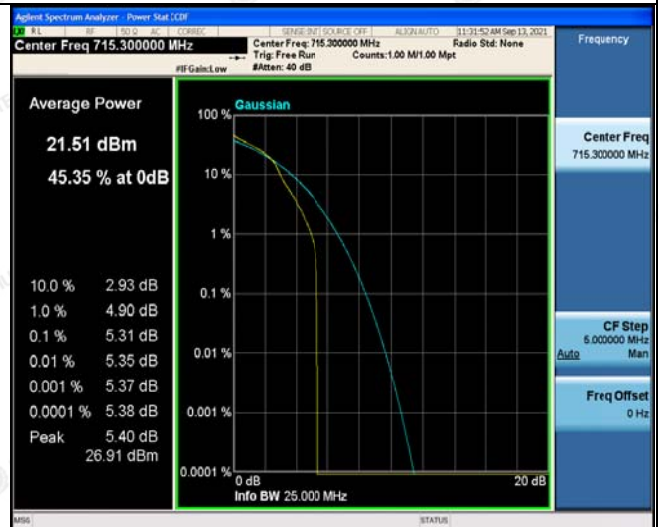 Agilent Spectrum Analyzer - Power Stat CCDF
RL RF 50 Ω AC CORREC SENSE:INT SOURCE OFF ALIGN AUTO 11:31:52 AM Sep 13, 2021
Center Freq 715.300000 MHz
Center Freq: 715.300000 MHz
Radio Std: None
Trig: Free Run
Counts:1.00 M/1.00 Mpt
#IFGain:Low
#Atten: 40 dB
Average Power
21.51 dBm
45.35 % at 0dB
10.0 % 2.93 dB
1.0 % 4.90 dB
0.1 % 5.31 dB
0.01 % 5.35 dB
0.001 % 5.37 dB
0.0001 % 5.38 dB
Peak 5.40 dB
26.91 dBm
Gaussian
100 %
10 %
1 %
0.1 %
0.01 %
0.001 %
0.0001 %
0 dB
20 dB
Info BW 25.000 MHz
Frequency
Center Freq
715.300000 MHz
CF Step
5.000000 MHz
Auto Man
Freq Offset
0 Hz
MSG
STATUS